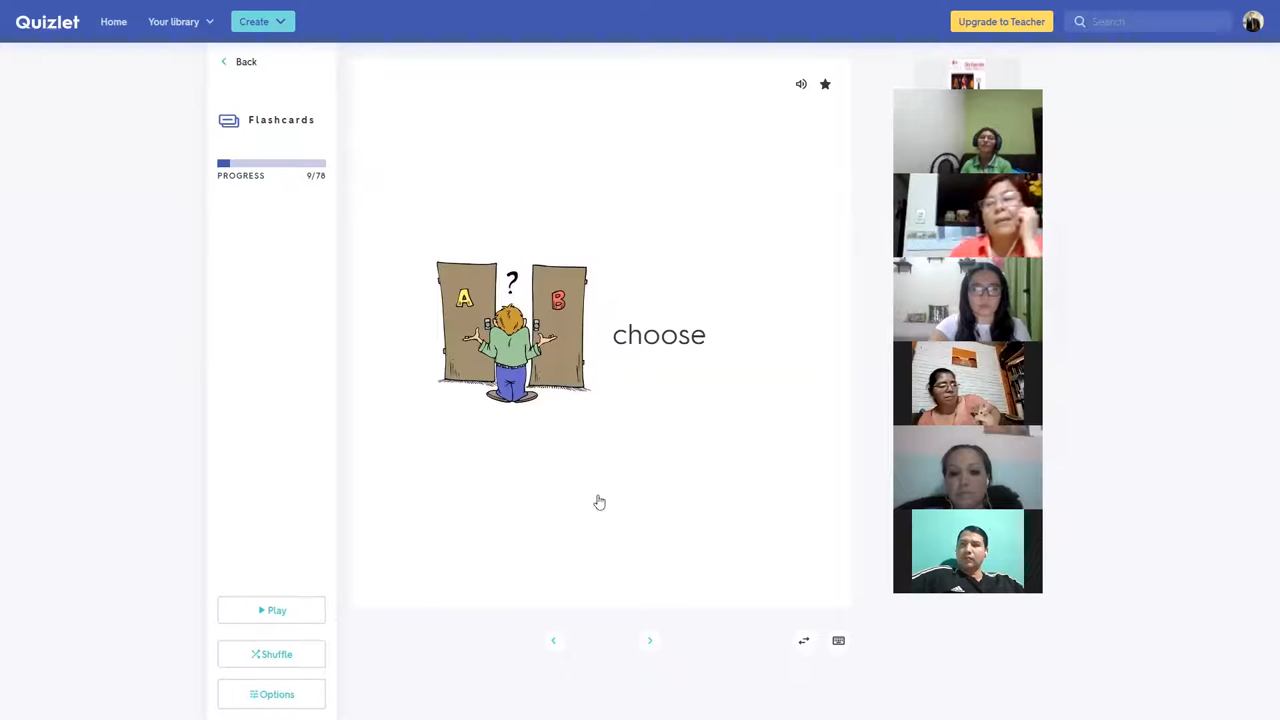 Quizlet
Home
Your library
Create
Upgrade to Teacher
Search
Back
Flashcards
PROGRESS 9/78
A ? B
choose
Play
Shuffle
Options